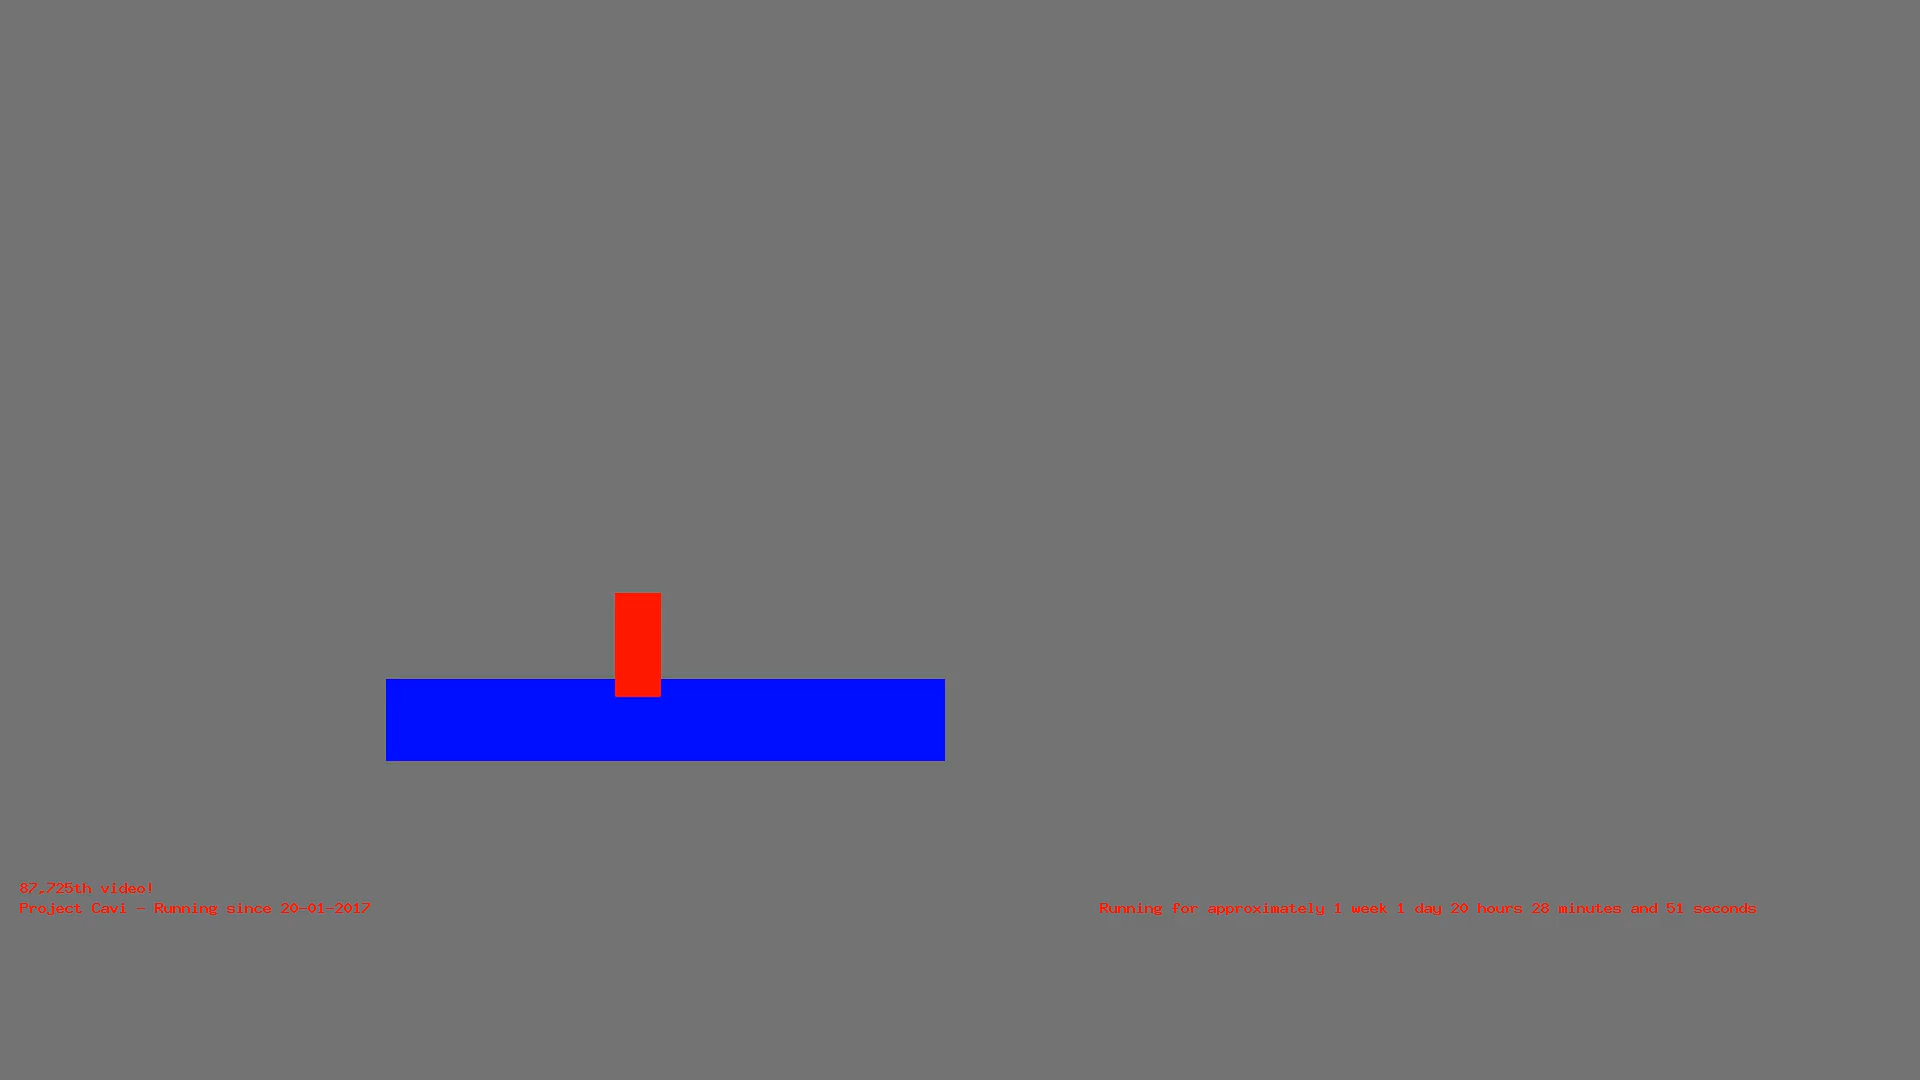 87,725th video!
Project Cavi - Running since 20-01-2017
Running for approximately 1 week 1 day 20 hours 28 minutes and 51 seconds